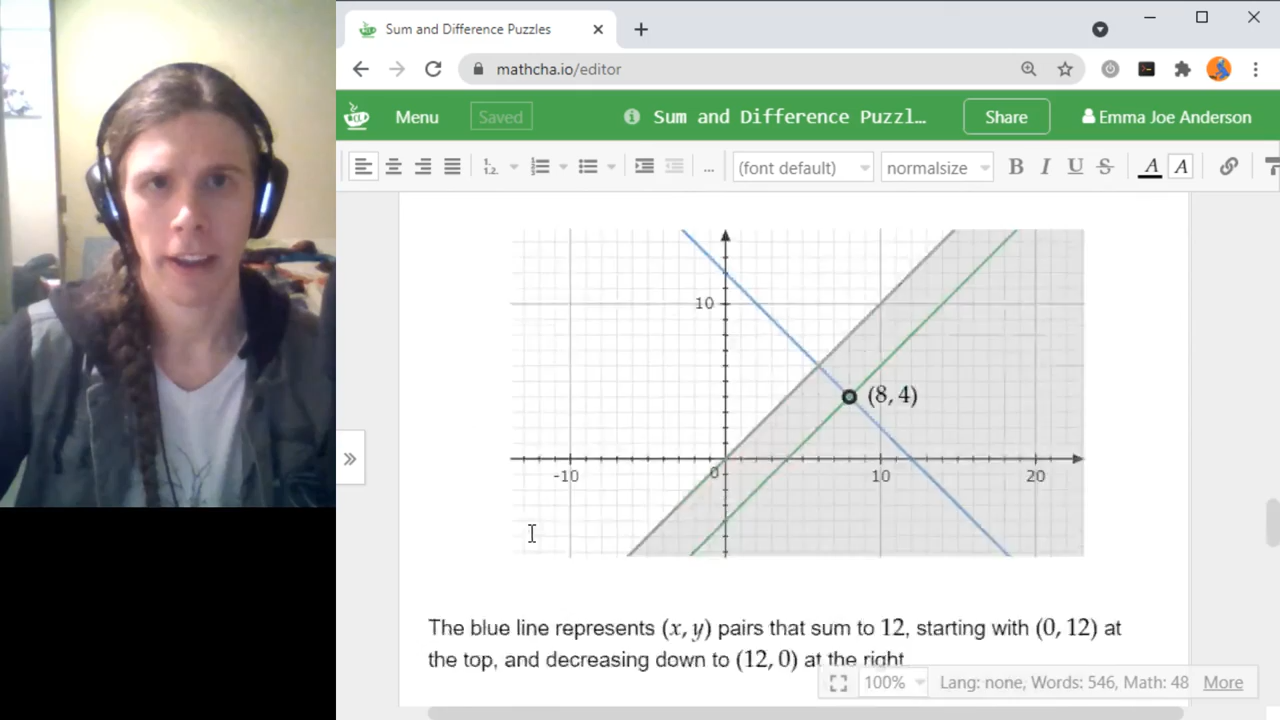 Sum and Difference Puzzles
mathcha.io/editor
Menu
Saved
Sum and Difference Puzzl...
Share
Emma Joe Anderson
1.2.
...
(font default)
normalsize
B I U S A A
10
(8, 4)
-10
0
10
20
The blue line represents (x, y) pairs that sum to 12, starting with (0, 12) at
the top, and decreasing down to (12, 0) at the right
100%
Lang: none, Words: 546, Math: 48
More